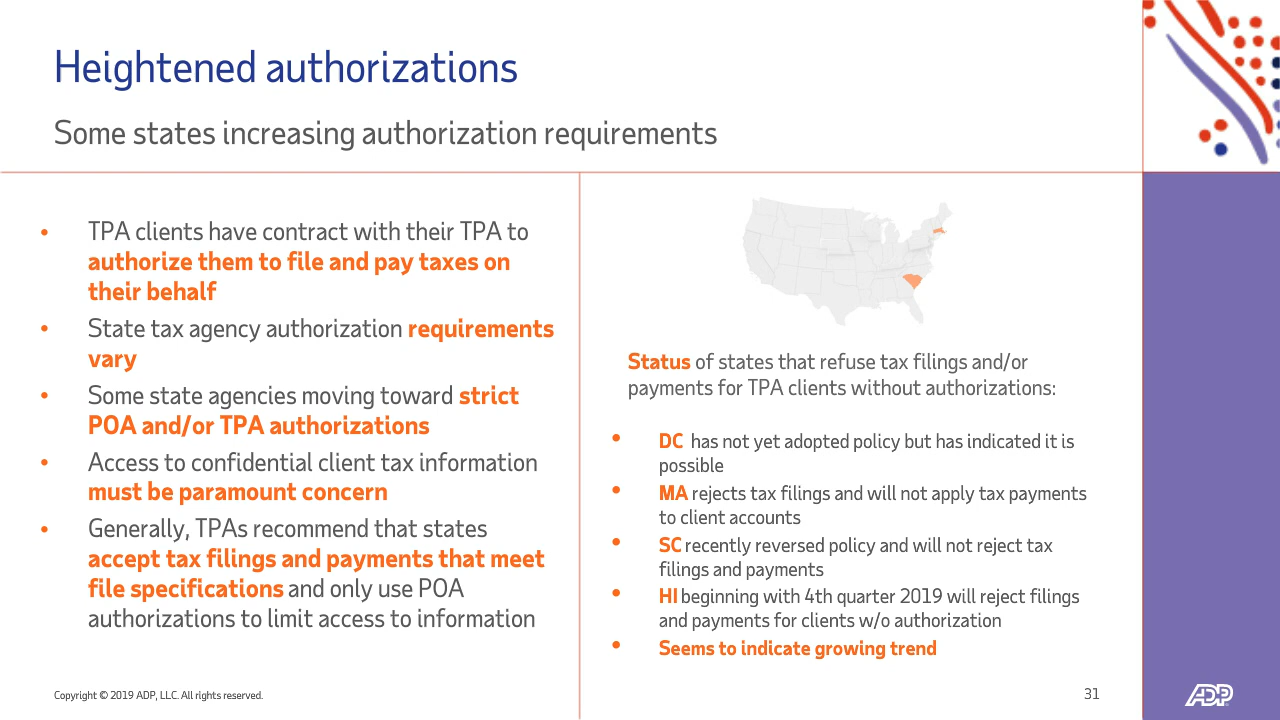 Heightened authorizations
Some states increasing authorization requirements
• TPA clients have contract with their TPA to
authorize them to file and pay taxes on
their behalf
• State tax agency authorization requirements
vary
• Some state agencies moving toward strict
POA and/or TPA authorizations
• Access to confidential client tax information
must be paramount concern
• Generally, TPAs recommend that states
accept tax filings and payments that meet
file specifications and only use POA
authorizations to limit access to information
Status of states that refuse tax filings and/or
payments for TPA clients without authorizations:
• DC has not yet adopted policy but has indicated it is
possible
• MA rejects tax filings and will not apply tax payments
to client accounts
• SC recently reversed policy and will not reject tax
filings and payments
• HI beginning with 4th quarter 2019 will reject filings
and payments for clients w/o authorization
• Seems to indicate growing trend
Copyright © 2019 ADP, LLC. All rights reserved.
31
ADP